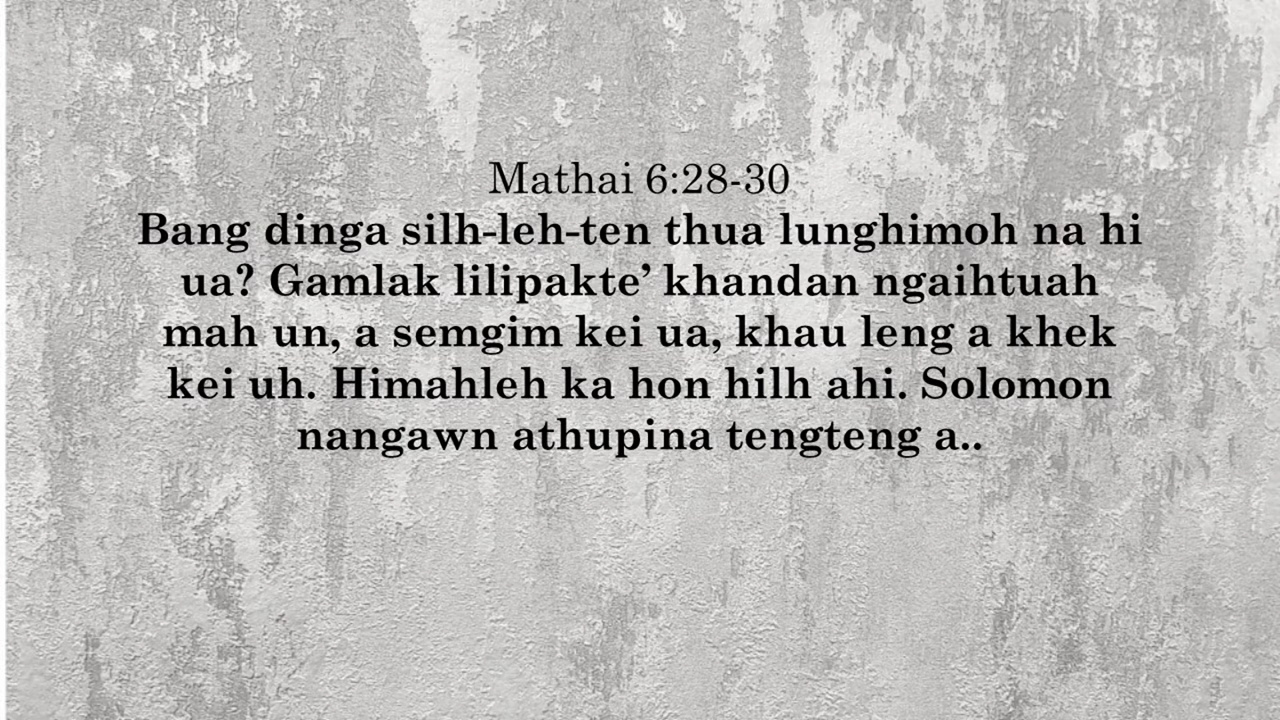 Mathai 6:28-30
Bang dinga silh-leh-ten thua lunghimoh na hi
ua? Gamlak lilipakte’ khandan ngaihtuah
mah un, a semgim kei ua, khau leng a khek
kei uh. Himahleh ka hon hilh ahi. Solomon
nangawn athupina tengteng a..